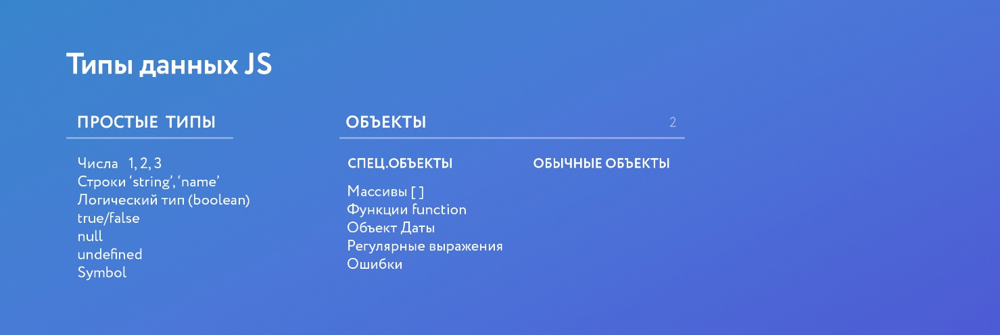 Типы данных JS
ПРОСТЫЕ ТИПЫ
Числа 1, 2, 3
Строки ‘string’, ‘name’
Логический тип (boolean)
true/false
null
undefined
Symbol
ОБЪЕКТЫ 2
СПЕЦ.ОБЪЕКТЫ
Массивы [ ]
Функции function
Объект Даты
Регулярные выражения
Ошибки
ОБЫЧНЫЕ ОБЪЕКТЫ